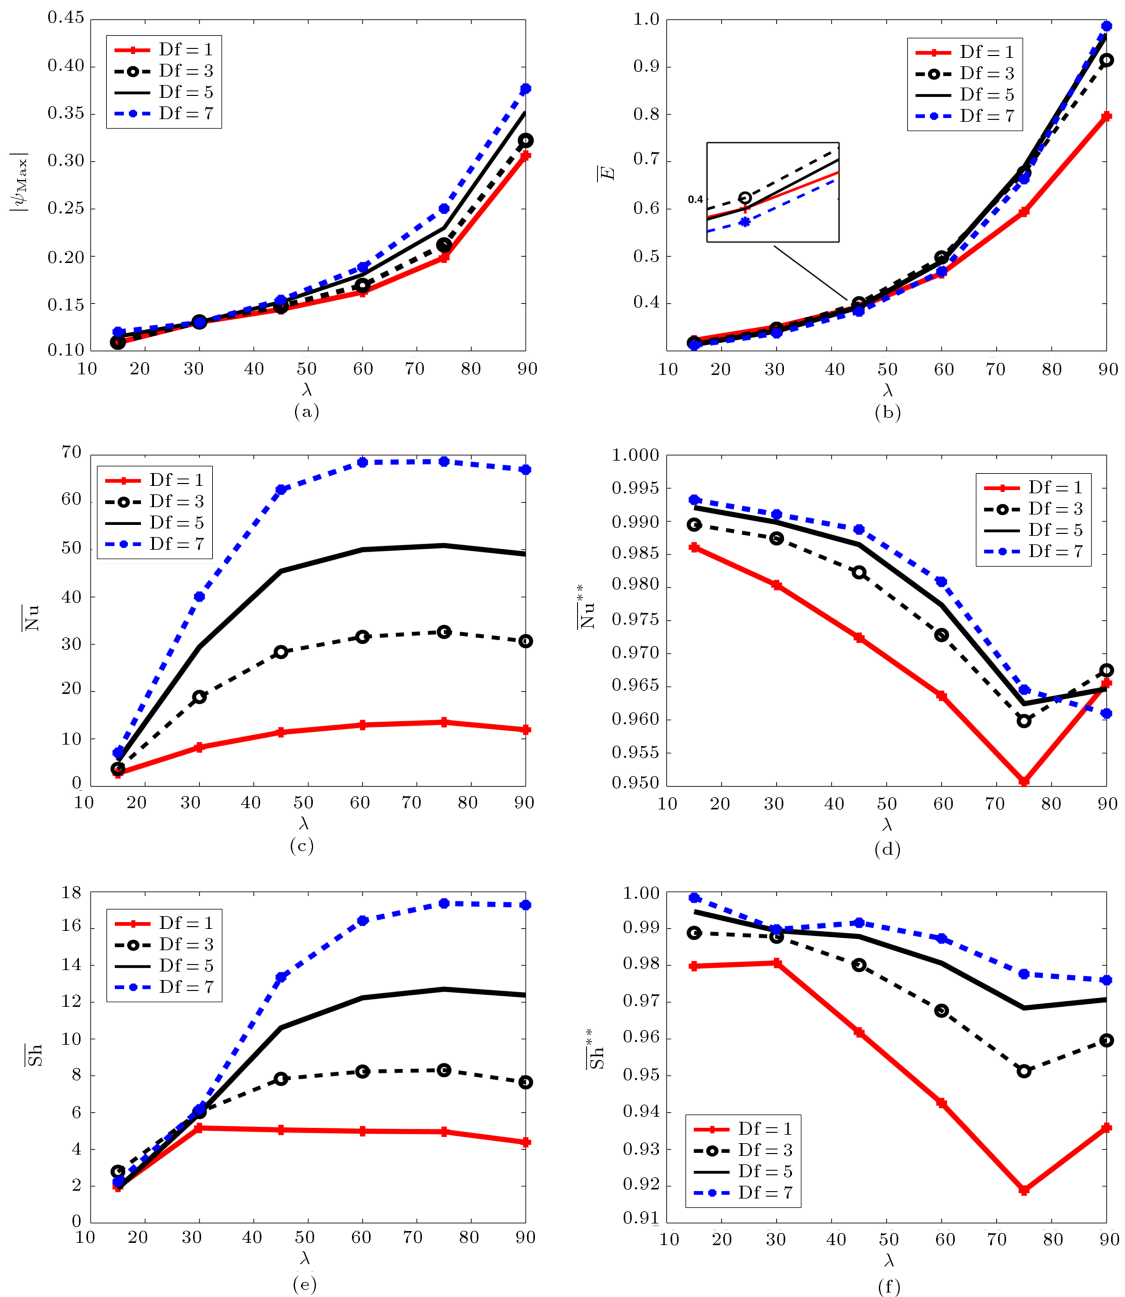 0.45
0.40
0.35
0.30
0.25
0.20
0.15
0.10
|ψMax|
Df = 1
Df = 3
Df = 5
Df = 7
10 20 30 40 50 60 70 80 90
λ
(a)
1.0
0.9
0.8
0.7
0.6
0.5
0.4
E̅
Df = 1
Df = 3
Df = 5
Df = 7
0.4
10 20 30 40 50 60 70 80 90
λ
(b)
70
60
50
40
30
20
10
0
N̅u̅
Df = 1
Df = 3
Df = 5
Df = 7
10 20 30 40 50 60 70 80 90
λ
(c)
1.000
0.995
0.990
0.985
0.980
0.975
0.970
0.965
0.960
0.955
0.950
N̅u̅**
Df = 1
Df = 3
Df = 5
Df = 7
10 20 30 40 50 60 70 80 90
λ
(d)
18
16
14
12
10
8
6
4
2
0
S̅h̅
Df = 1
Df = 3
Df = 5
Df = 7
10 20 30 40 50 60 70 80 90
λ
(e)
1.00
0.99
0.98
0.97
0.96
0.95
0.94
0.93
0.92
0.91
S̅h̅**
Df = 1
Df = 3
Df = 5
Df = 7
10 20 30 40 50 60 70 80 90
λ
(f)